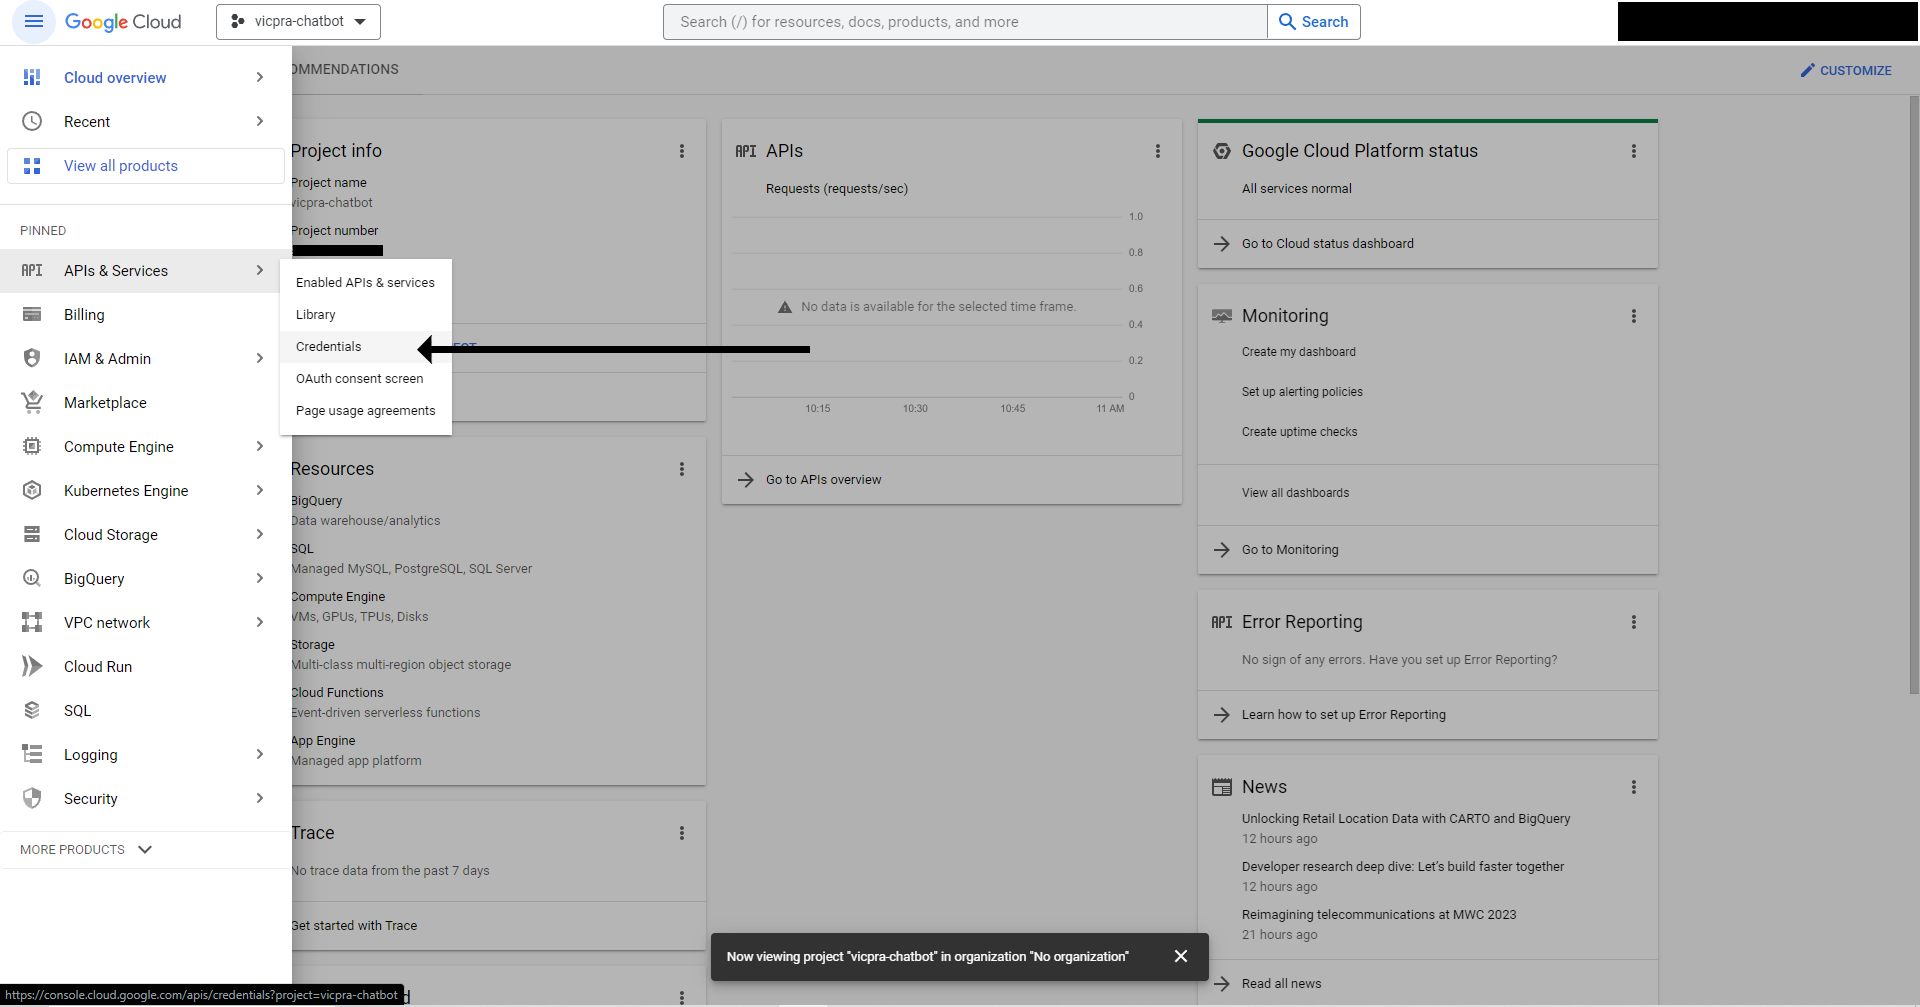 Google Cloud
vicpra-chatbot
Search (/) for resources, docs, products, and more
Search
Cloud overview
Recent
View all products
PINNED
API APIs & Services
Billing
IAM & Admin
Marketplace
Compute Engine
Kubernetes Engine
Cloud Storage
BigQuery
VPC network
Cloud Run
SQL
Logging
Security
MORE PRODUCTS
Enabled APIs & services
Library
Credentials
OAuth consent screen
Page usage agreements
OMMENDATIONS
CUSTOMIZE
Project info
Project name
vicpra-chatbot
Project number
ECT
Resources
BigQuery
Data warehouse/analytics
SQL
Managed MySQL, PostgreSQL, SQL Server
Compute Engine
VMs, GPUs, TPUs, Disks
Storage
Multi-class multi-region object storage
Cloud Functions
Event-driven serverless functions
App Engine
Managed app platform
Trace
No trace data from the past 7 days
Get started with Trace
API APIs
Requests (requests/sec)
1.0
0.8
0.6
No data is available for the selected time frame.
0.4
0.2
0
10:15 10:30 10:45 11 AM
Go to APIs overview
Google Cloud Platform status
All services normal
Go to Cloud status dashboard
Monitoring
Create my dashboard
Set up alerting policies
Create uptime checks
View all dashboards
Go to Monitoring
API Error Reporting
No sign of any errors. Have you set up Error Reporting?
Learn how to set up Error Reporting
News
Unlocking Retail Location Data with CARTO and BigQuery
12 hours ago
Developer research deep dive: Let's build faster together
12 hours ago
Reimagining telecommunications at MWC 2023
21 hours ago
Read all news
Now viewing project "vicpra-chatbot" in organization "No organization"
https://console.cloud.google.com/apis/credentials?project=vicpra-chatbot